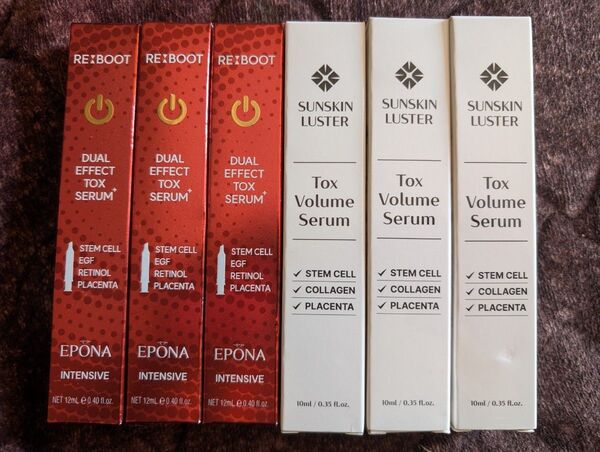 RE:BOOT
DUAL
EFFECT
TOX
SERUM+
STEM CELL
EGF
RETINOL
PLACENTA
EPŌNA
INTENSIVE
NET 12mL ℮ 0.40 fl.oz.
RE:BOOT
DUAL
EFFECT
TOX
SERUM+
STEM CELL
EGF
RETINOL
PLACENTA
EPŌNA
INTENSIVE
NET 12mL ℮ 0.40 fl.oz.
RE:BOOT
DUAL
EFFECT
TOX
SERUM+
STEM CELL
EGF
RETINOL
PLACENTA
EPŌNA
INTENSIVE
NET 12mL ℮ 0.40 fl.oz.
SUNSKIN
LUSTER
Tox
Volume
Serum
✓ STEM CELL
✓ COLLAGEN
✓ PLACENTA
10ml / 0.35 fl.oz.
SUNSKIN
LUSTER
Tox
Volume
Serum
✓ STEM CELL
✓ COLLAGEN
✓ PLACENTA
10ml / 0.35 fl.oz.
SUNSKIN
LUSTER
Tox
Volume
Serum
✓ STEM CELL
✓ COLLAGEN
✓ PLACENTA
10ml / 0.35 fl.oz.